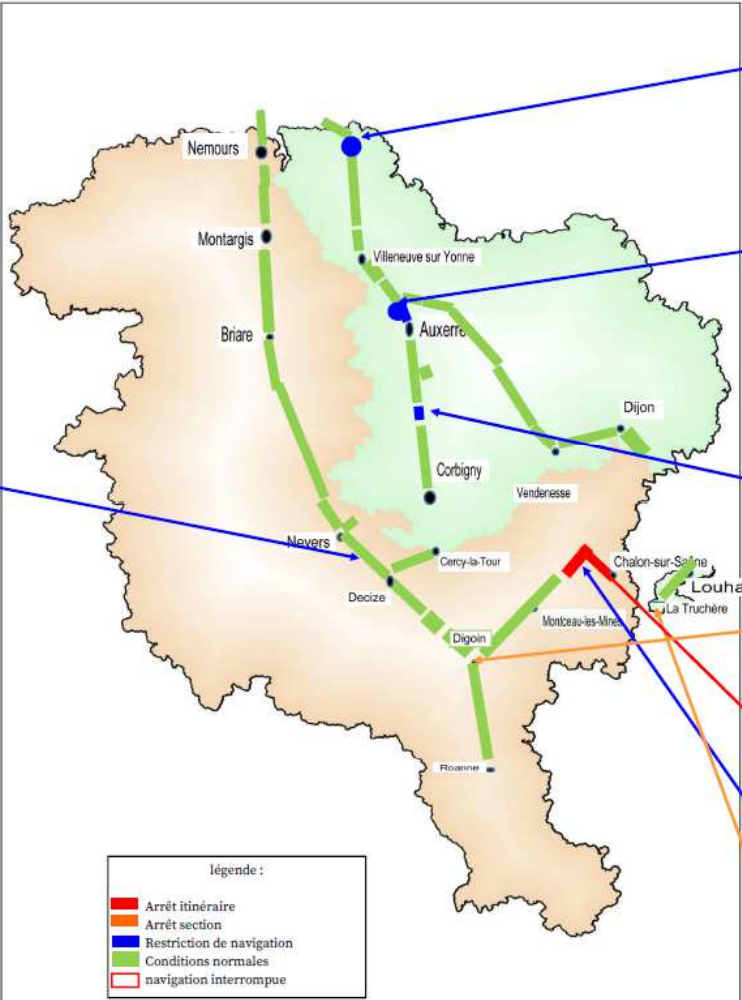 Nemours
Montargis
Villeneuve sur Yonne
Briare
Auxerre
Dijon
Corbigny
Vendenesse
Nevers
Cercy-la-Tour
Chalon-sur-Saône
Louha
Decize
La Truchère
Montceau-les-Mines
Digoin
Roanne
légende :
Arrêt itinéraire
Arrêt section
Restriction de navigation
Conditions normales
navigation interrompue